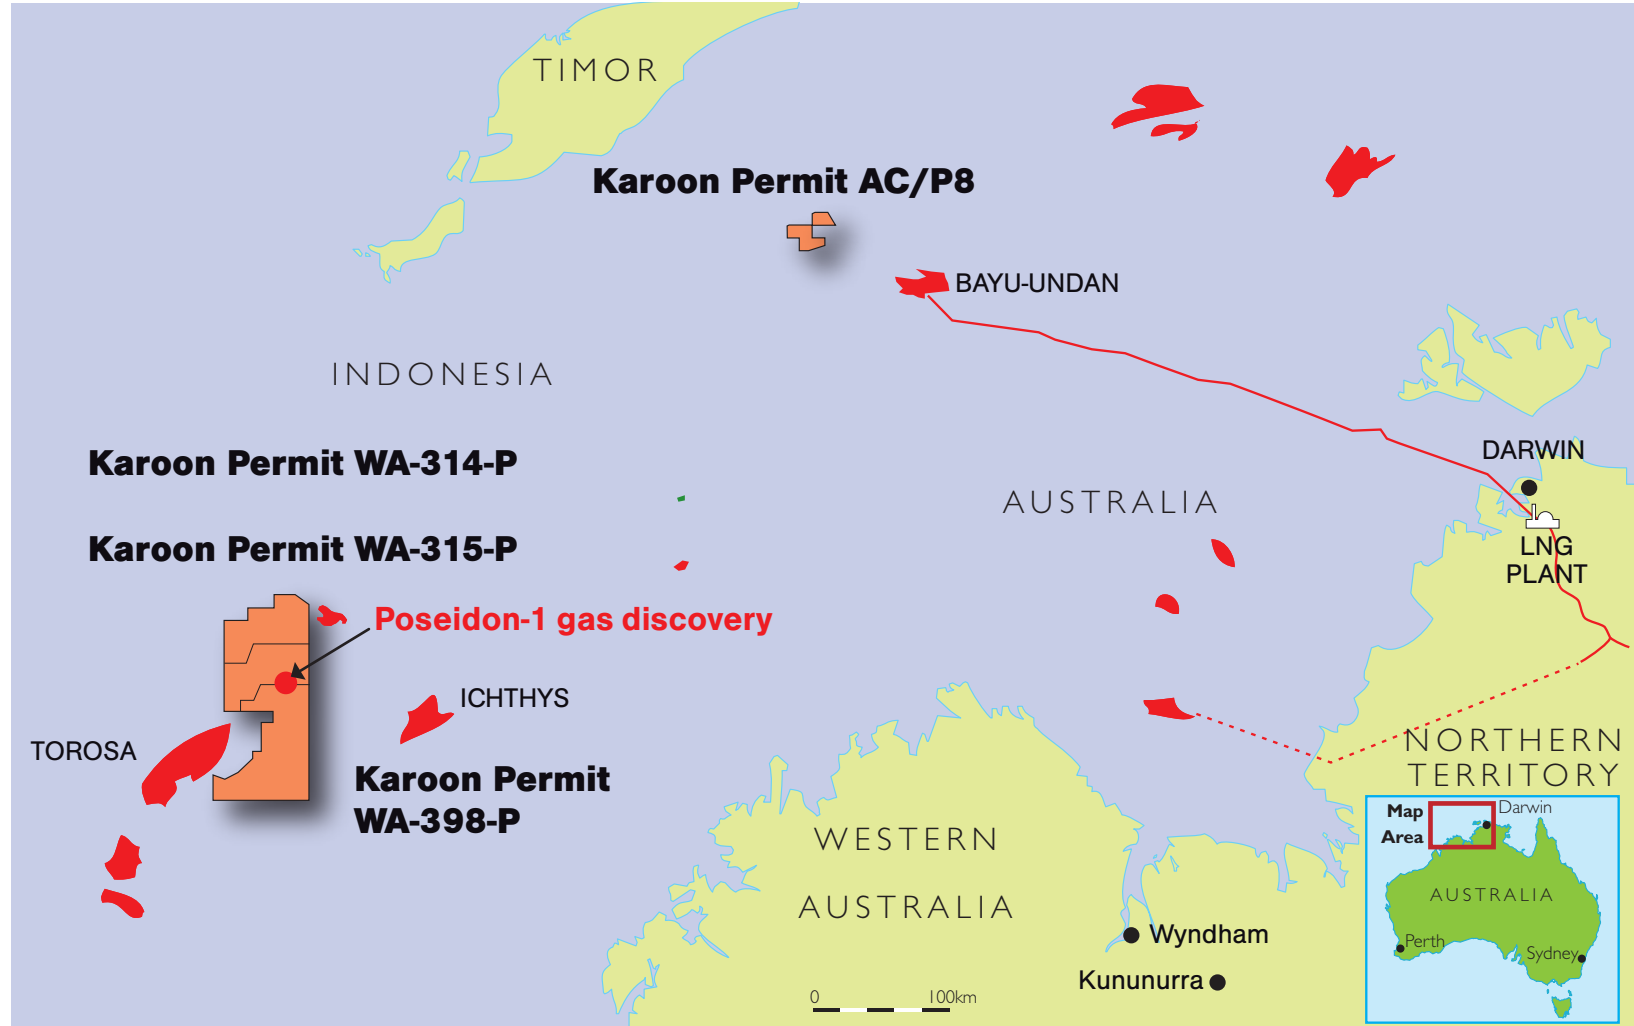 TIMOR
Karoon Permit AC/P8
BAYU-UNDAN
INDONESIA
DARWIN
Karoon Permit WA-314-P
AUSTRALIA
Karoon Permit WA-315-P
LNG
PLANT
Poseidon-1 gas discovery
ICHTHYS
TOROSA
NORTHERN
TERRITORY
Karoon Permit
WA-398-P
WESTERN
AUSTRALIA
Map
Area
Darwin
AUSTRALIA
Perth
Sydney
Wyndham
Kununurra
0 100km